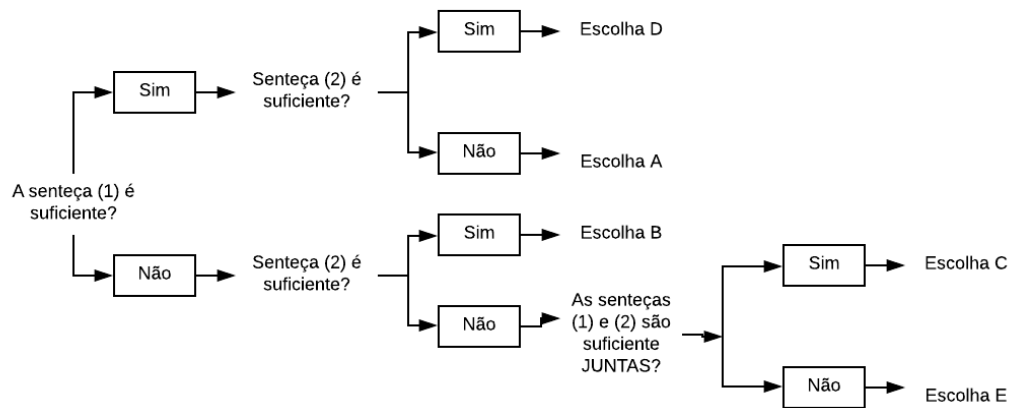 A senteça (1) é
suficiente?
Sim
Senteça (2) é
suficiente?
Sim
Escolha D
Não
Escolha A
Não
Senteça (2) é
suficiente?
Sim
Escolha B
Não
As senteças
(1) e (2) são
suficiente
JUNTAS?
Sim
Escolha C
Não
Escolha E